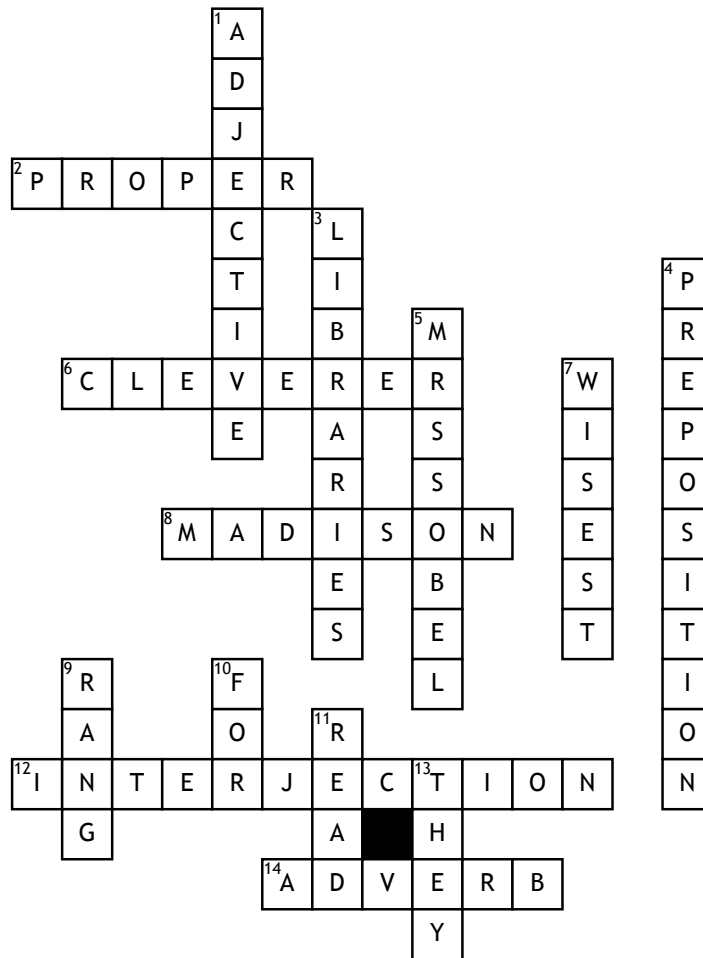 1 A
D
J
2 P R O P E R
C 3 L
T I 4 P
I B 5 M R
6 C L E V E R E R 7 W E
E A S I P
R S S O
8 M A D I S O N E S
E B S I
S E T T
9 R 10 F L I
A O 11 R O
12 I N T E R J E C 13 T I O N N
G A H
14 A D V E R B
Y